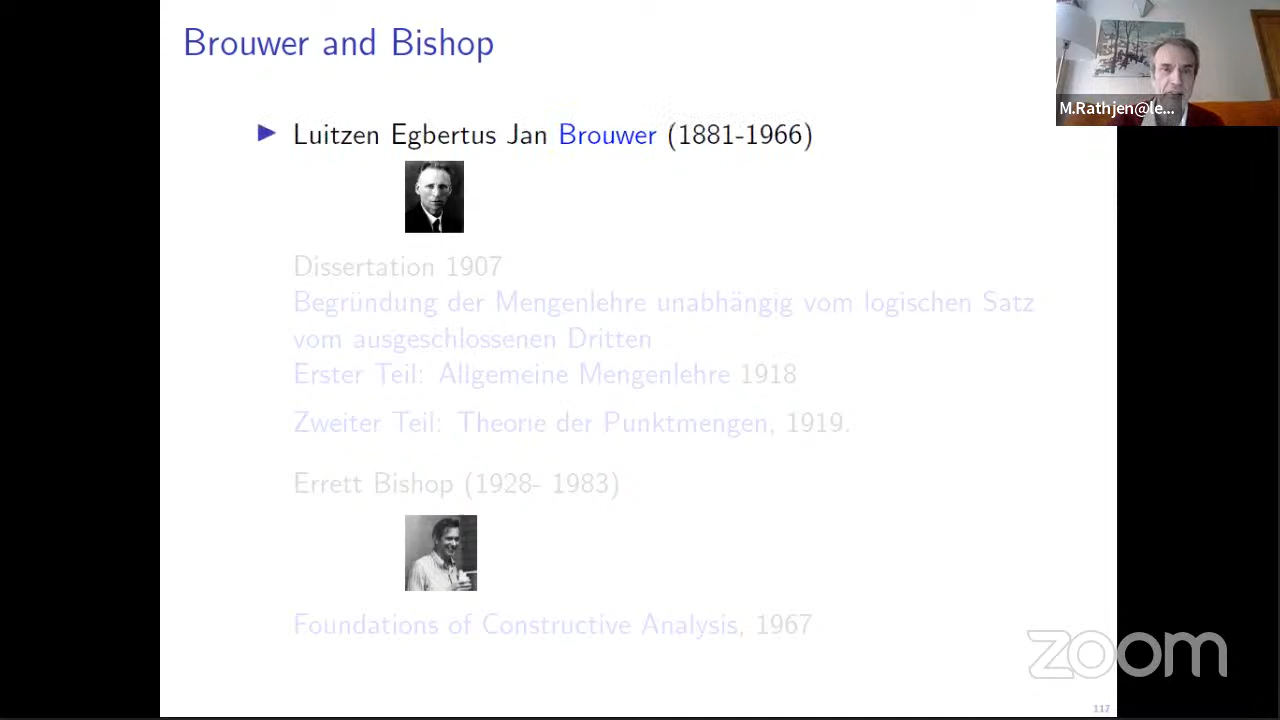 Brouwer and Bishop
M.Rathjen@le...
Luitzen Egbertus Jan Brouwer (1881-1966)
Dissertation 1907
Begründung der Mengenlehre unabhängig vom logischen Satz
vom ausgeschlossenen Dritten
Erster Teil: Allgemeine Mengenlehre 1918
Zweiter Teil: Theorie der Punktmengen, 1919.
Errett Bishop (1928- 1983)
Foundations of Constructive Analysis, 1967
zoom
117